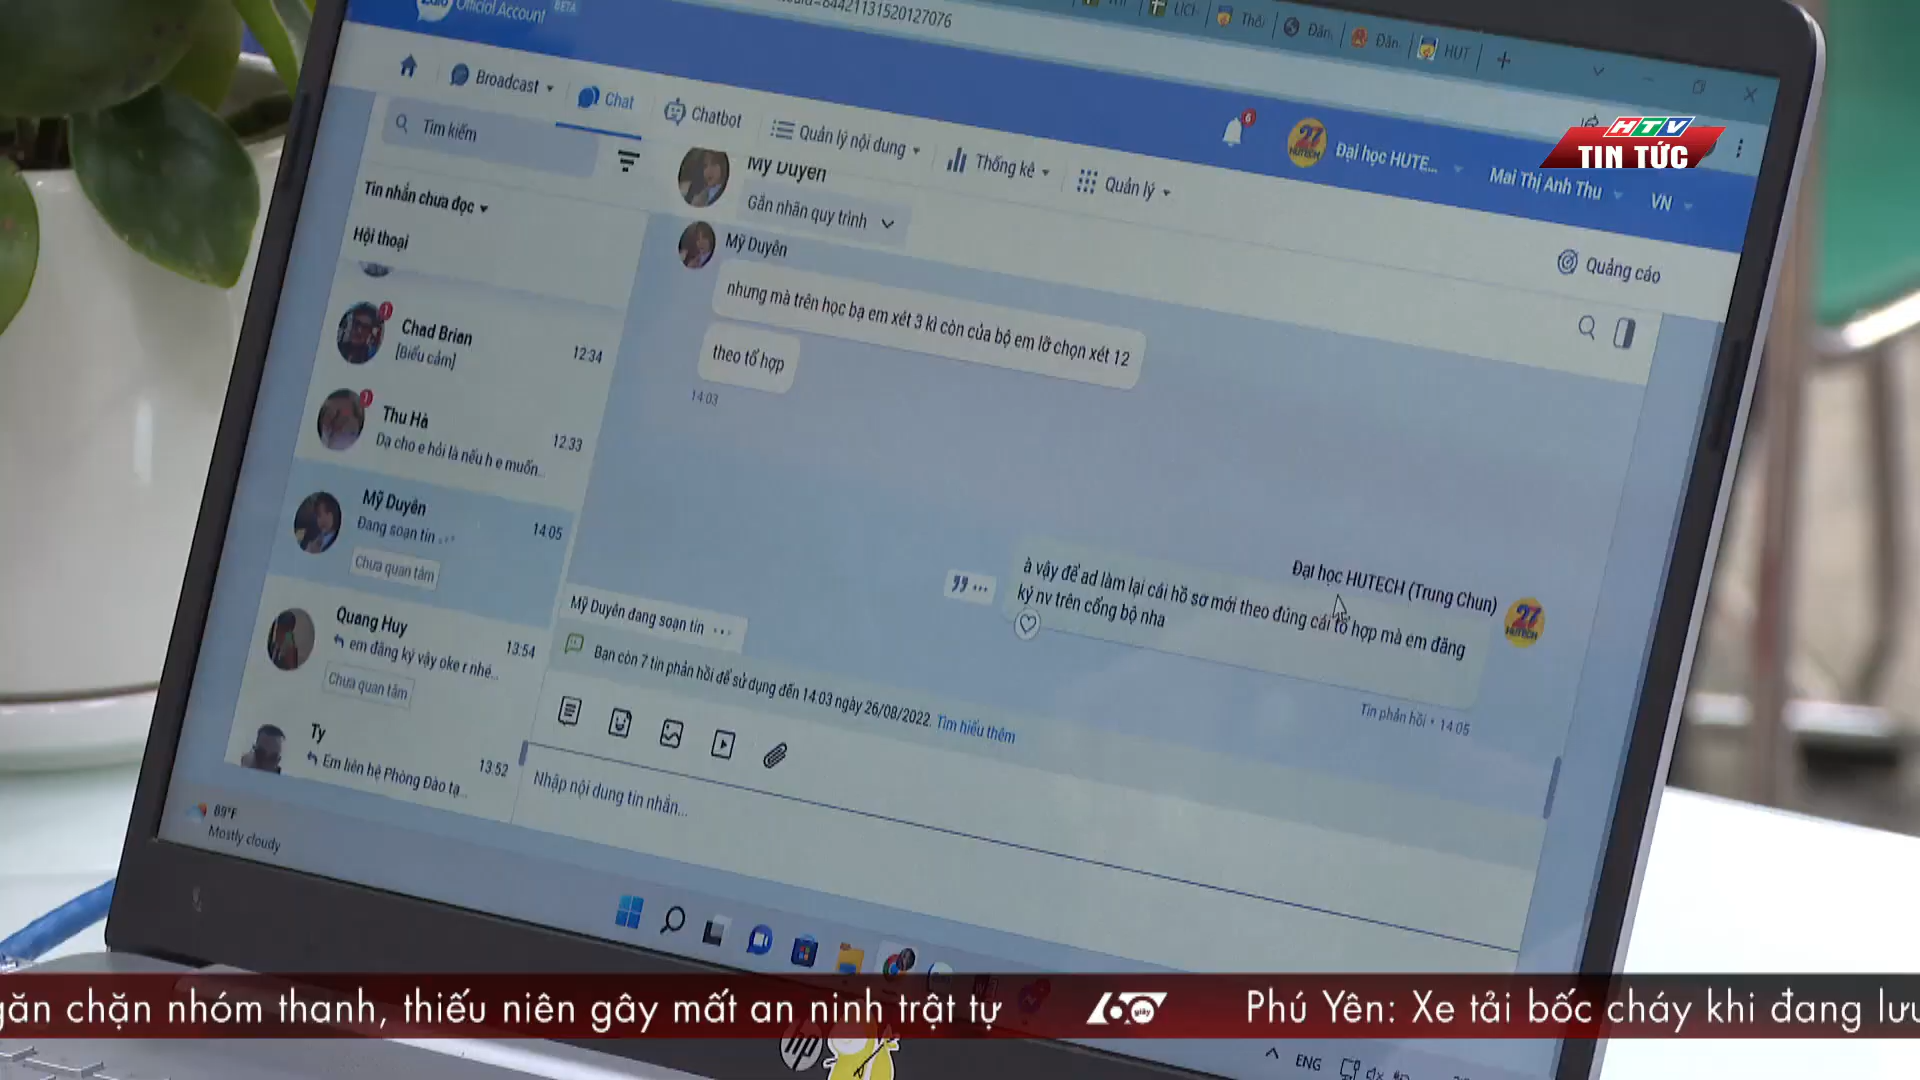 Official Account BETA
84421131520127076
LỊCH
Đăn
HUT
Broadcast
Chat
Chatbot
Quản lý nội dung
Thống kê
Quản lý
6
27
HUTECH
Đại học HUTE...
Mai Thị Anh Thu
VN
HTV
TIN TỨC
Quảng cáo
Tìm kiếm
Tin nhắn chưa đọc
Hội thoại
Chad Brian
[Biểu cảm]
12:34
Thu Hà
Dạ cho e hỏi là nếu h e muốn...
12:33
Mỹ Duyên
Đang soạn tin
14:05
Chưa quan tâm
Quang Huy
em đăng ký vậy oke r nhé...
13:54
Chưa quan tâm
Ty
Em liên hệ Phòng Đào tạ...
13:52
Mỹ Duyên
Gắn nhãn quy trình
Mỹ Duyên
nhưng mà trên học bạ em xét 3 kì còn của bộ em lỡ chọn xét 12
theo tổ hợp
14:03
Đại học HUTECH (Trung Chun)
à vậy để ad làm lại cái hồ sơ mới theo đúng cái tổ hợp mà em đăng
ký nv trên cổng bộ nha
27
HUTECH
Tin phản hồi • 14:05
Mỹ Duyên đang soạn tin
Bạn còn 7 tin phản hồi để sử dụng đến 14:03 ngày 26/08/2022. Tìm hiểu thêm
Nhập nội dung tin nhắn...
89°F
Mostly cloudy
găn chặn nhóm thanh, thiếu niên gây mất an ninh trật tự
60 giây
Phú Yên: Xe tải bốc cháy khi đang lưu
hp
ENG